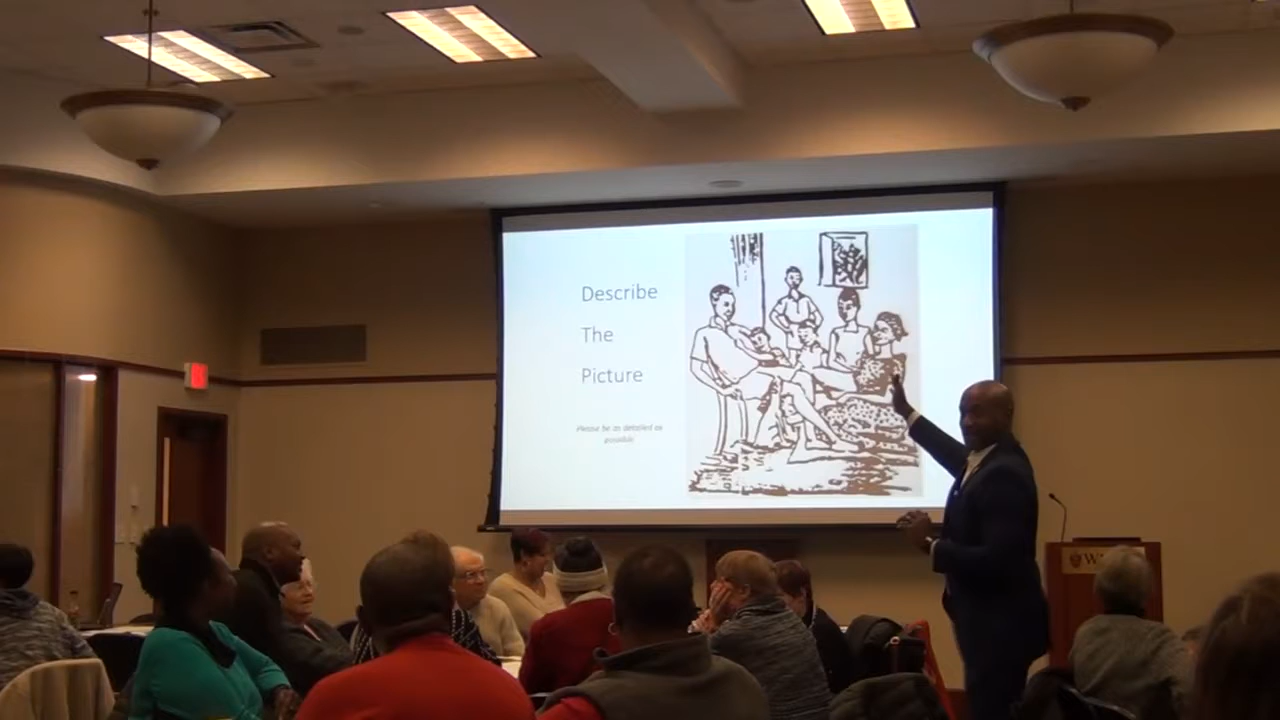 Describe
The
Picture
Please be as detailed as
possible